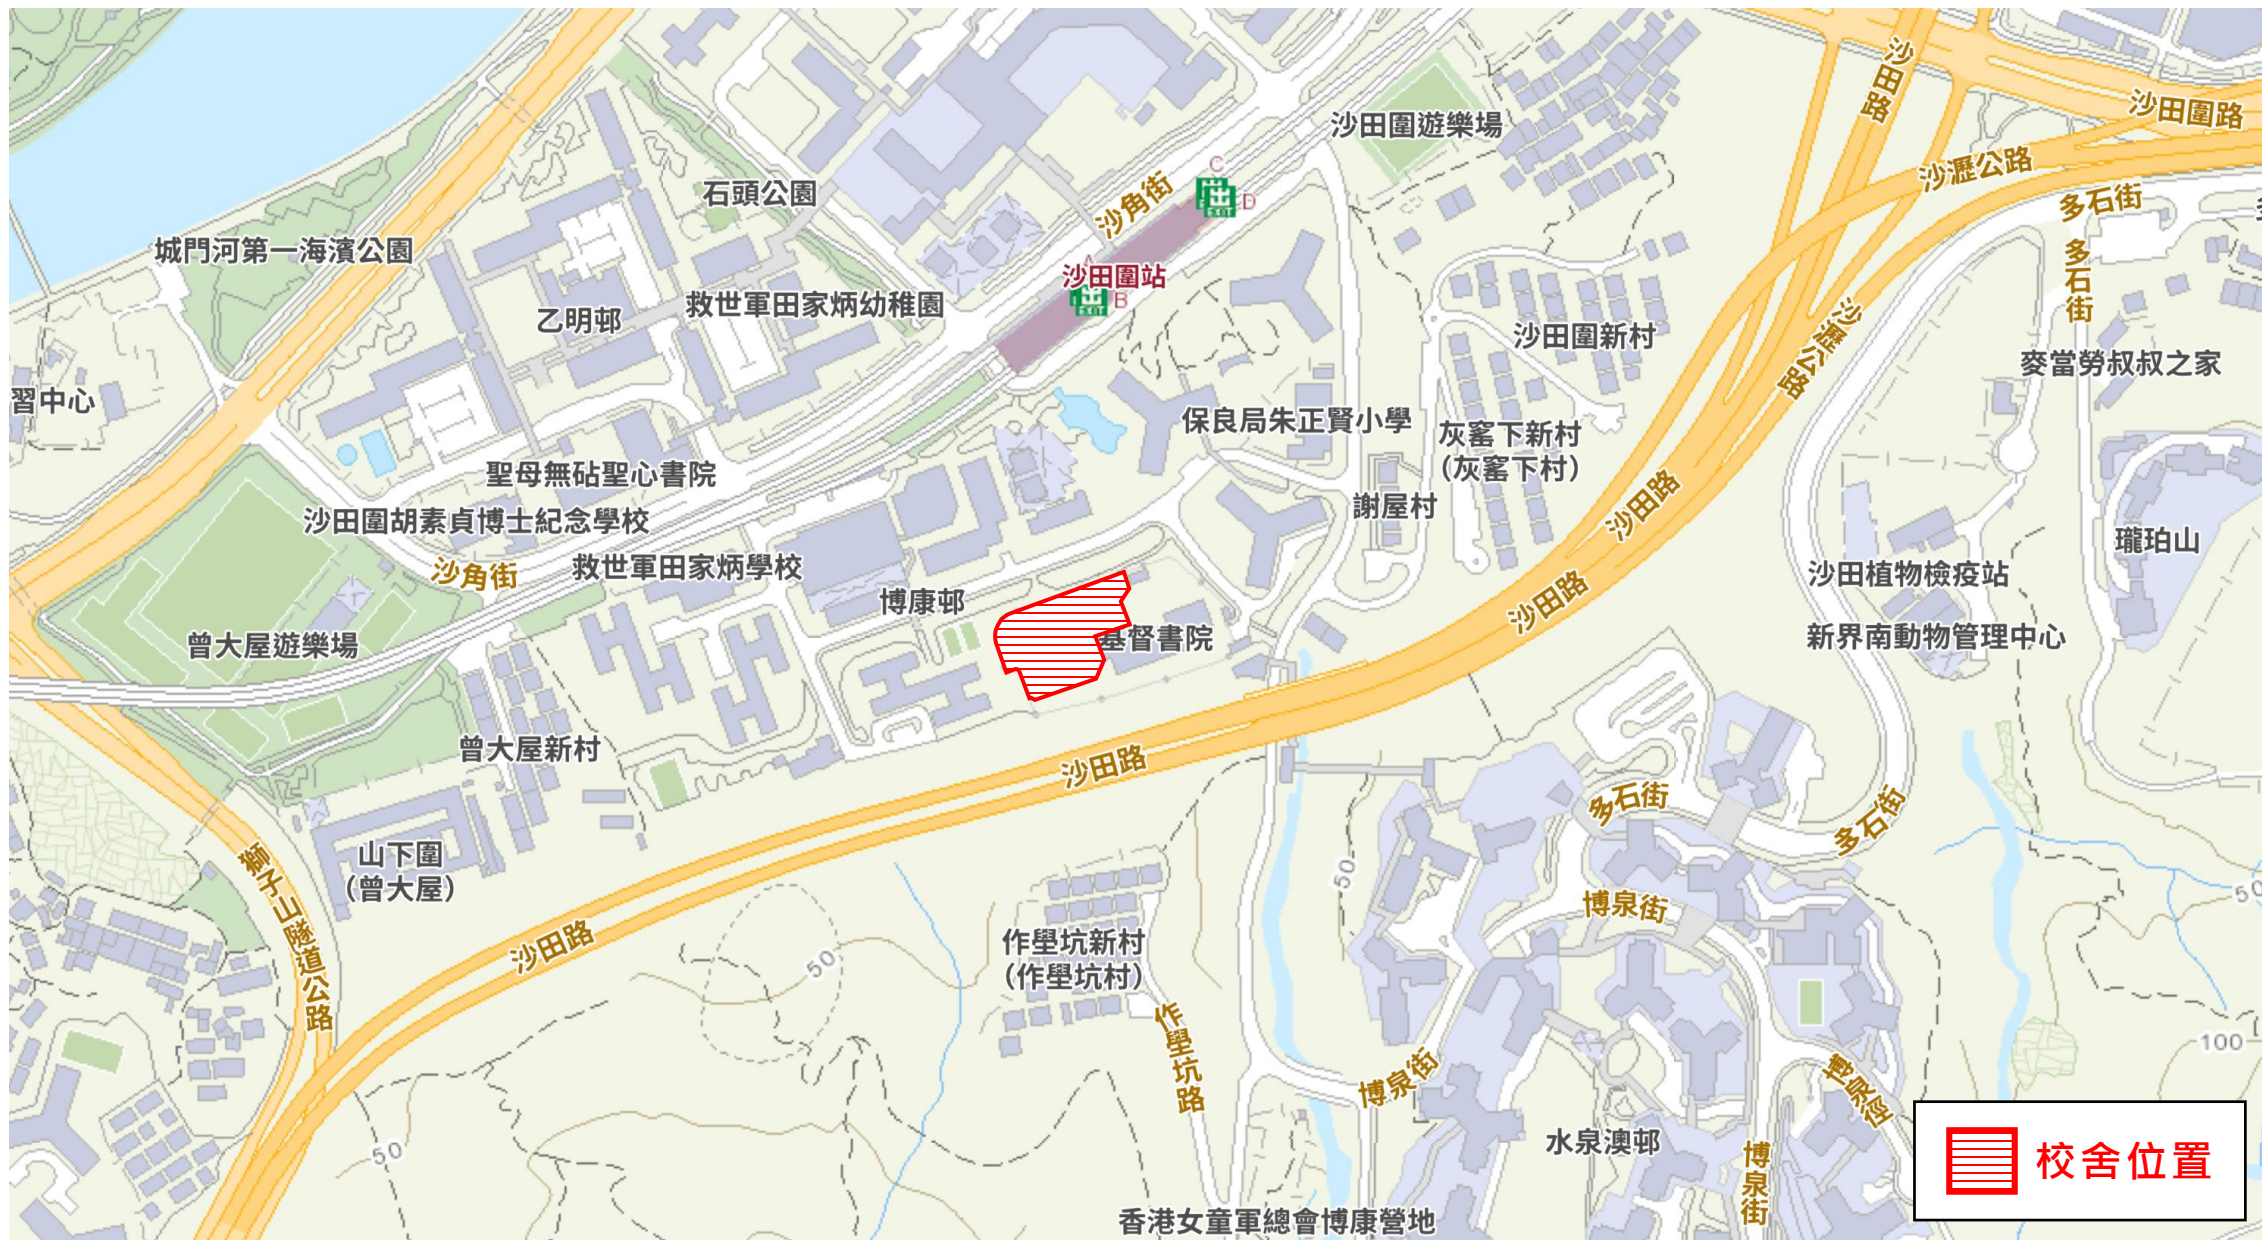 沙田路
沙田圍路
沙田圍遊樂場
C
沙瀝公路
石頭公園
沙角街
D
多石街
城門河第一海濱公園
多石街
A
沙田圍站
B
救世軍田家炳幼稚園
乙明邨
沙田圍新村
沙瀝公路
麥當勞叔叔之家
習中心
保良局朱正賢小學
灰窰下新村
(灰窰下村)
聖母無砧聖心書院
沙田路
謝屋村
沙田圍胡素貞博士紀念學校
瓏珀山
沙角街
救世軍田家炳學校
沙田植物檢疫站
博康邨
沙田路
曾大屋遊樂場
基督書院
新界南動物管理中心
曾大屋新村
沙田路
多石街
多石街
山下圍
(曾大屋)
獅子山隧道公路
50
50
博泉街
沙田路
作壆坑新村
(作壆坑村)
50
作壆坑路
100
博泉街
博泉徑
50
水泉澳邨
博泉街
香港女童軍總會博康營地
校舍位置